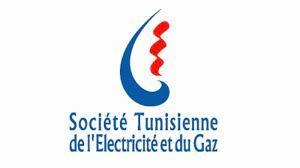 Société Tunisienne
de l'Electricité et du Gaz